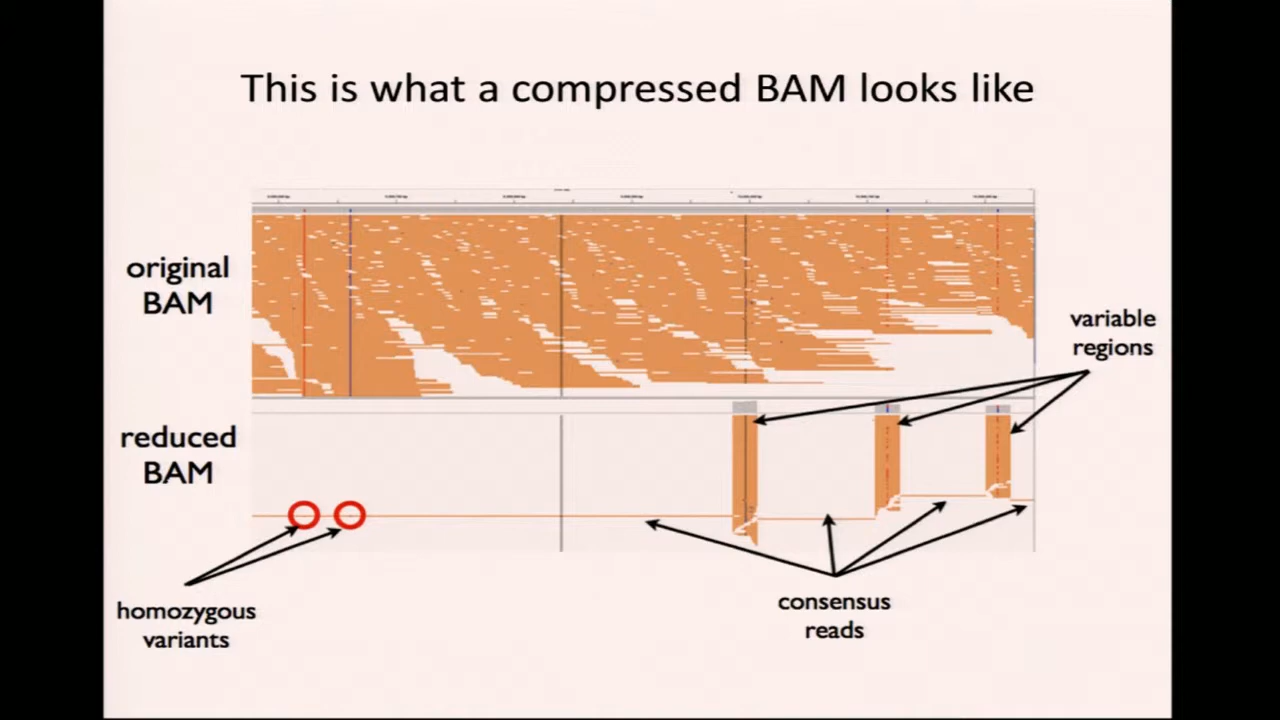 This is what a compressed BAM looks like
original
BAM
variable
regions
reduced
BAM
homozygous
variants
consensus
reads